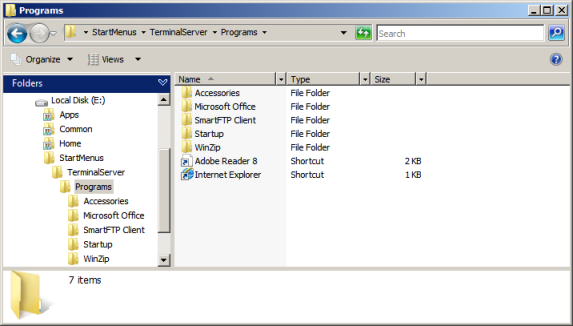 Programs
StartMenus TerminalServer Programs
Search
Organize Views
Folders
Name Type Size
Local Disk (E:)
Apps
Common
Home
StartMenus
TerminalServer
Programs
Accessories
Microsoft Office
SmartFTP Client
Startup
WinZip
Accessories File Folder
Microsoft Office File Folder
SmartFTP Client File Folder
Startup File Folder
WinZip File Folder
Adobe Reader 8 Shortcut 2 KB
Internet Explorer Shortcut 1 KB
7 items